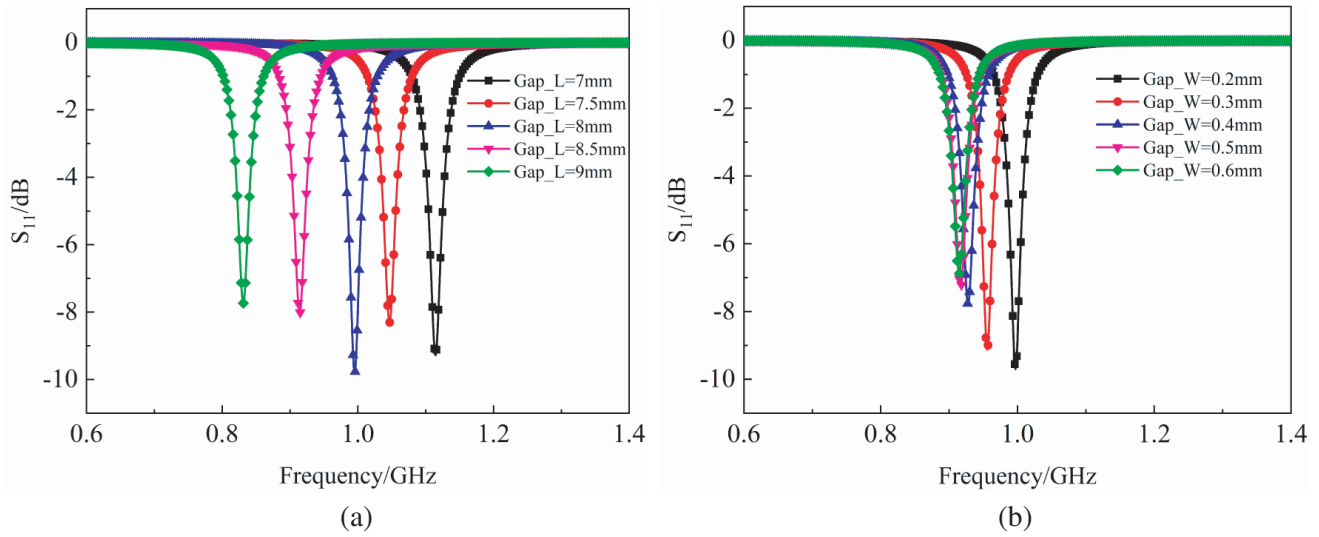 0
-2
-4
-6
-8
-10
S11/dB
0.6
0.8
1.0
1.2
1.4
Frequency/GHz
Gap_L=7mm
Gap_L=7.5mm
Gap_L=8mm
Gap_L=8.5mm
Gap_L=9mm
(a)
0
-2
-4
-6
-8
-10
S11/dB
0.6
0.8
1.0
1.2
1.4
Frequency/GHz
Gap_W=0.2mm
Gap_W=0.3mm
Gap_W=0.4mm
Gap_W=0.5mm
Gap_W=0.6mm
(b)